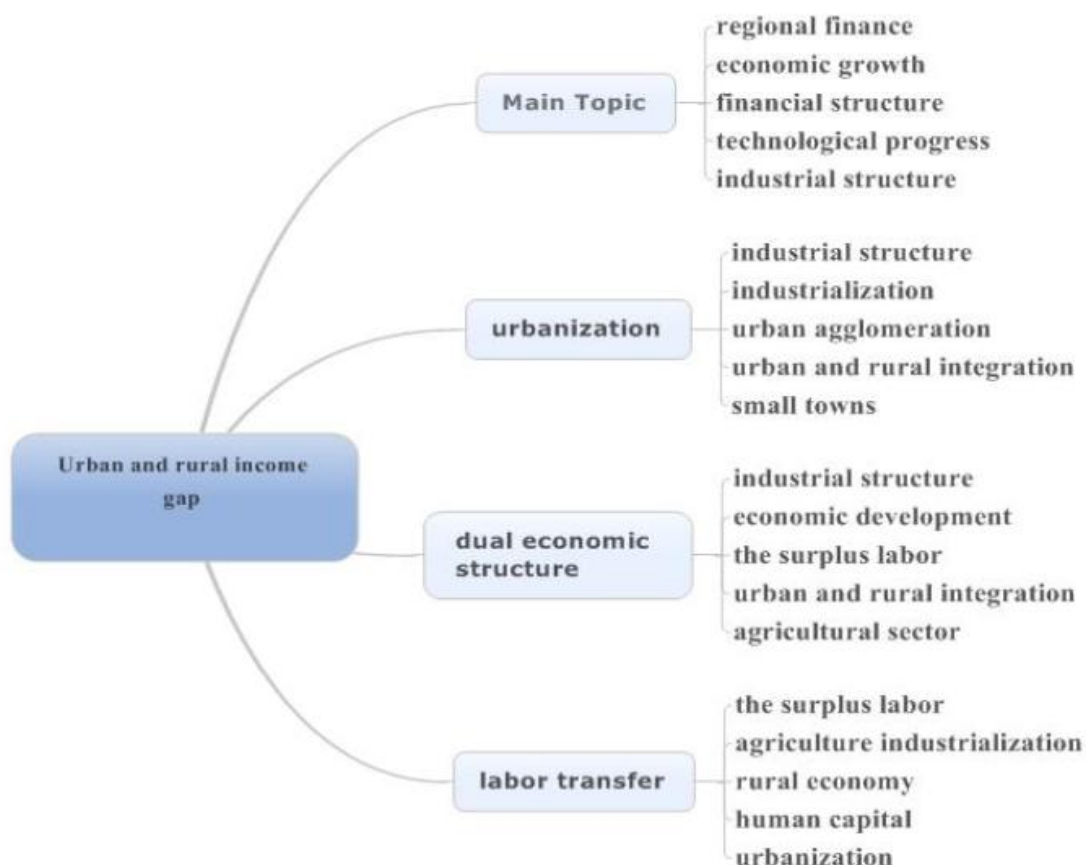 Urban and rural income
gap
Main Topic
regional finance
economic growth
financial structure
technological progress
industrial structure
urbanization
industrial structure
industrialization
urban agglomeration
urban and rural integration
small towns
dual economic
structure
industrial structure
economic development
the surplus labor
urban and rural integration
agricultural sector
labor transfer
the surplus labor
agriculture industrialization
rural economy
human capital
urbanization